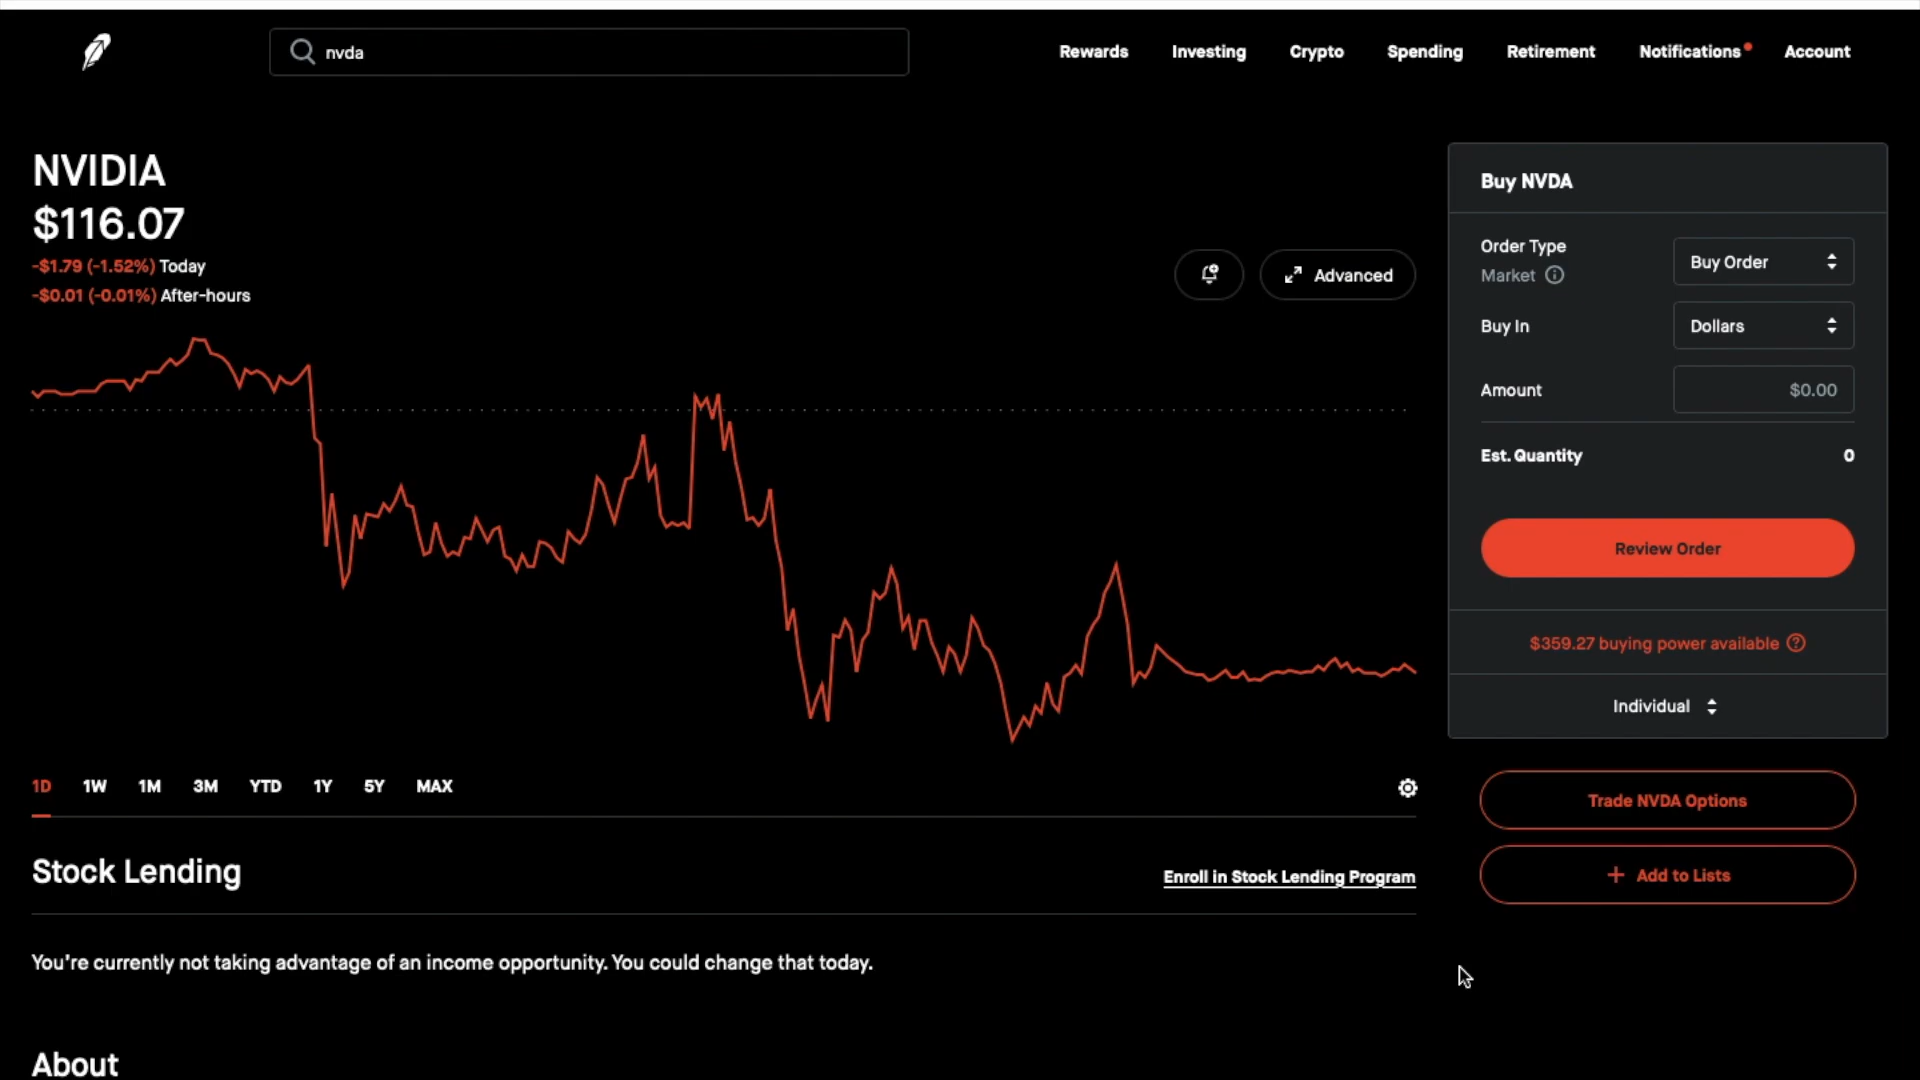 nvda
Rewards
Investing
Crypto
Spending
Retirement
Notifications
Account
NVIDIA
$116.07
-$1.79 (-1.52%) Today
-$0.01 (-0.01%) After-hours
Advanced
1D
1W
1M
3M
YTD
1Y
5Y
MAX
Stock Lending
Enroll in Stock Lending Program
You're currently not taking advantage of an income opportunity. You could change that today.
About
Buy NVDA
Order Type
Market
Buy Order
Buy In
Dollars
Amount
$0.00
Est. Quantity
0
Review Order
$359.27 buying power available
Individual
Trade NVDA Options
+ Add to Lists